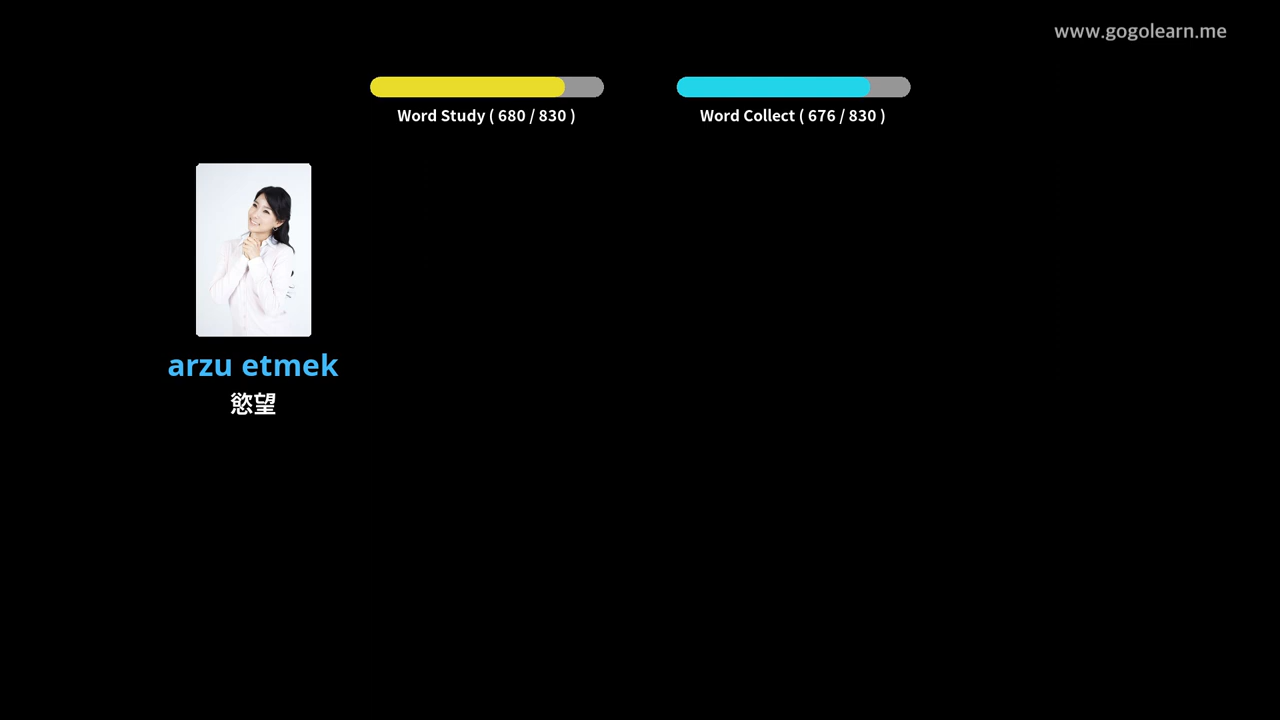 www.gogolearn.me
Word Study ( 680 / 830 )
Word Collect ( 676 / 830 )
arzu etmek
慾望